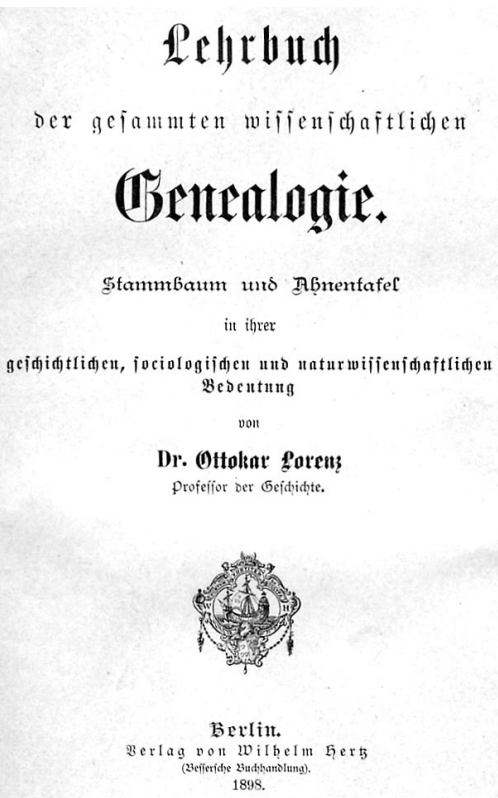 Lehrbuch
der gesammten wissenschaftlichen
Genealogie.
Stammbaum und Ahnentafel
in ihrer
geschichtlichen, sociologischen und naturwissenschaftlichen
Bedeutung
von
Dr. Ottokar Lorenz
Professor der Geschichte.
W H
Berlin.
Verlag von Wilhelm Hertz
(Bessersche Buchhandlung).
1898.